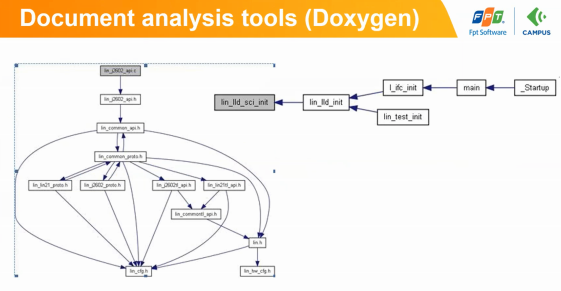 Document analysis tools (Doxygen)
FPT
Fpt Software
CAMPUS
lin_j2602_api.c
lin_j2602_api.h
lin_common_api.h
lin_common_proto.h
lin_lin21_proto.h
lin_j2602_proto.h
lin_j2602tl_api.h
lin_lin21tl_api.h
lin_commontl_api.h
lin.h
lin_cfg.h
lin_hw_cfg.h
lin_lld_sci_init
lin_lld_init
l_ifc_init
main
_Startup
lin_test_init